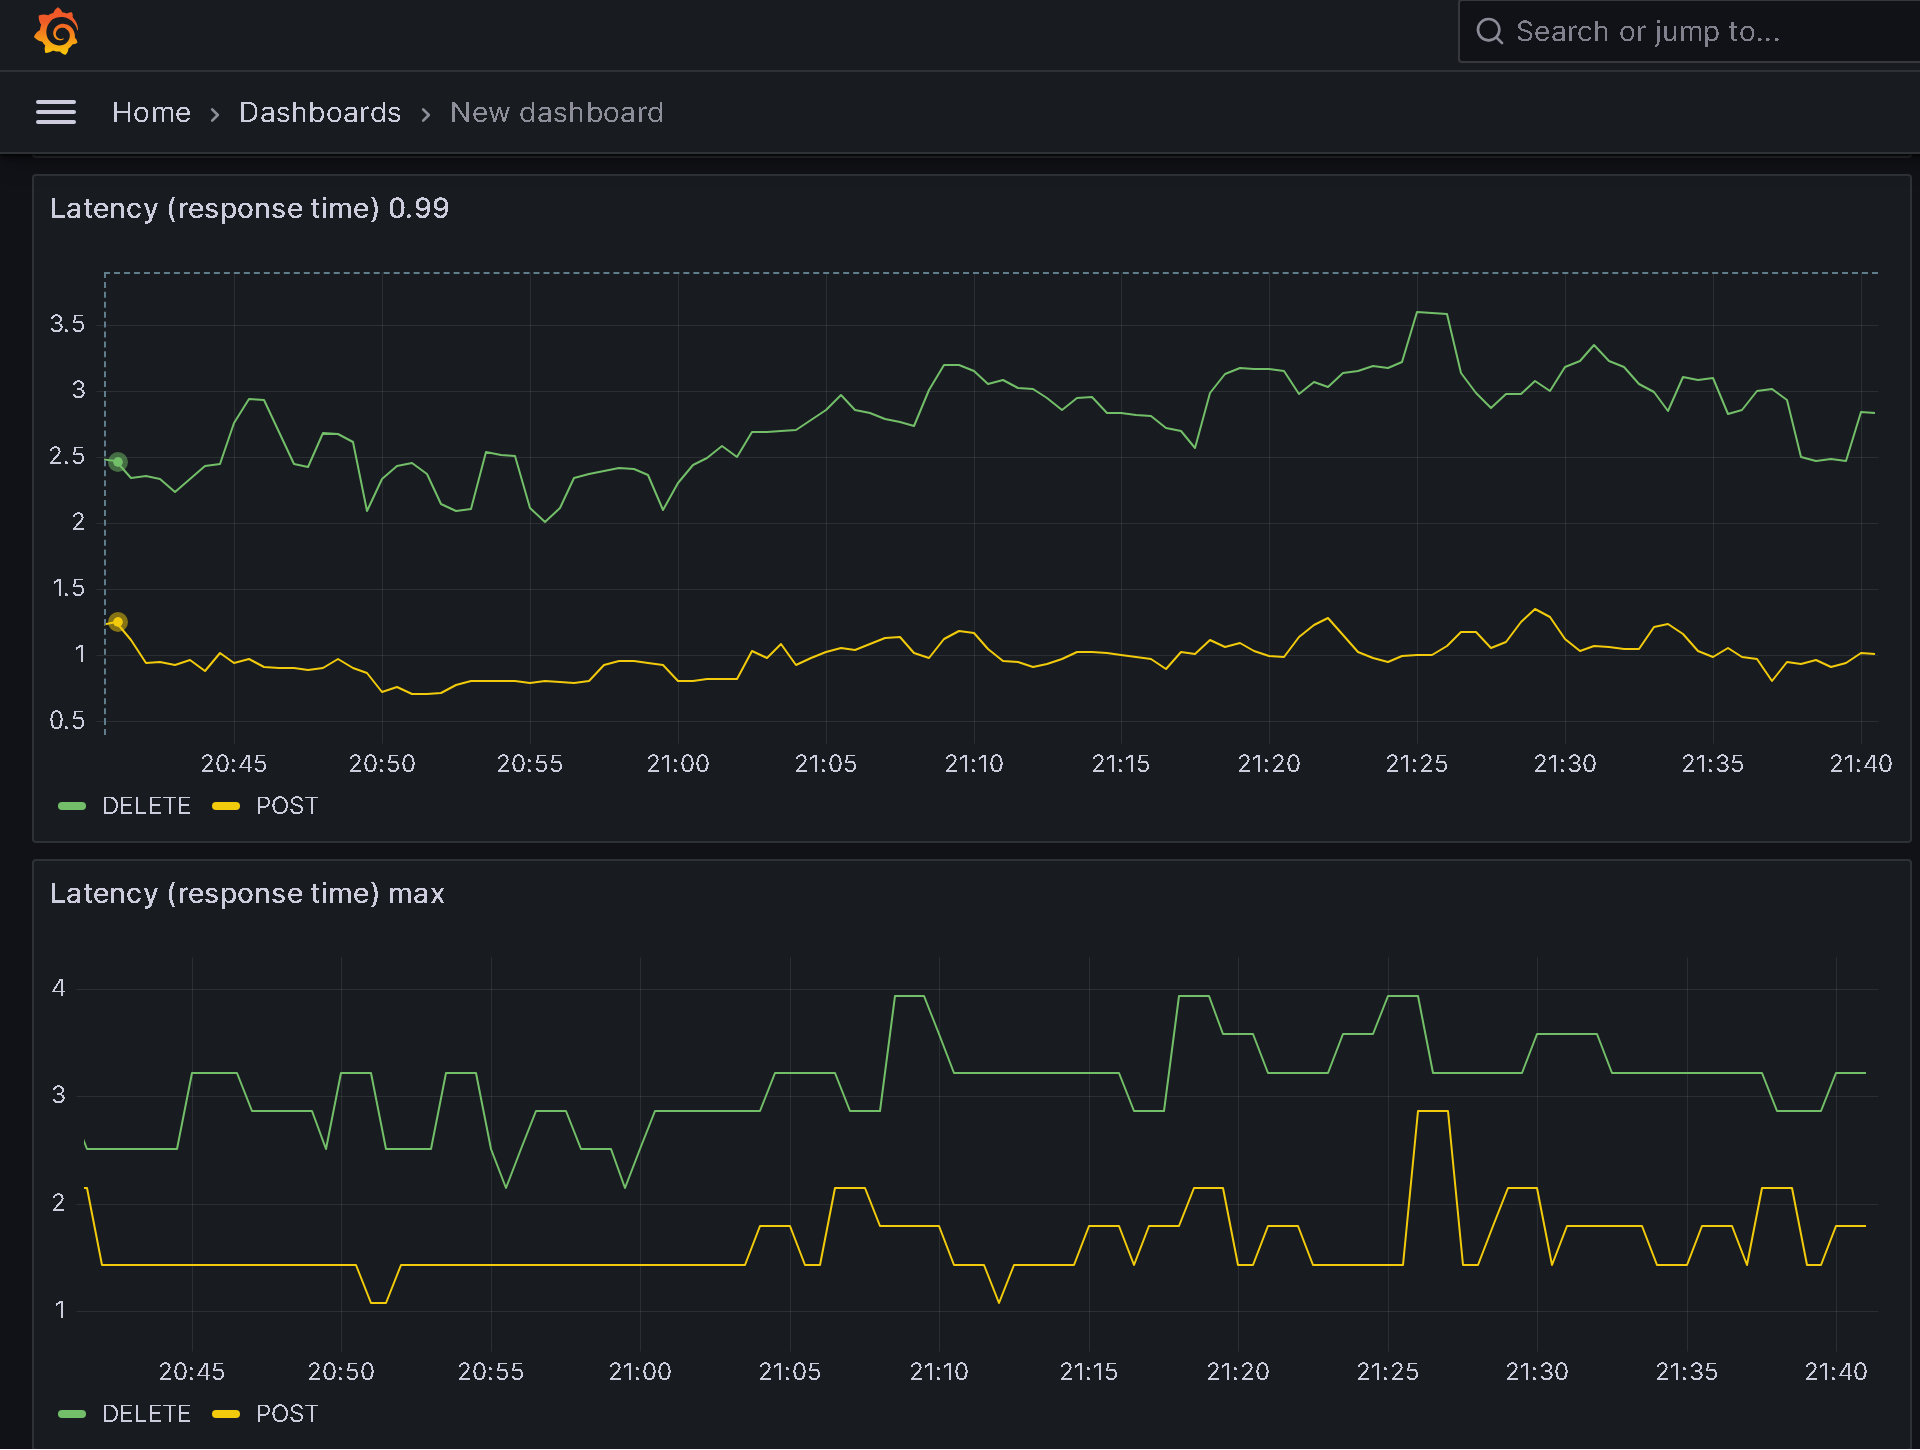 Search or jump to...
Home › Dashboards › New dashboard
Latency (response time) 0.99
3.5
3
2.5
2
1.5
1
0.5
20:45 20:50 20:55 21:00 21:05 21:10 21:15 21:20 21:25 21:30 21:35 21:40
DELETE POST
Latency (response time) max
4
3
2
1
20:45 20:50 20:55 21:00 21:05 21:10 21:15 21:20 21:25 21:30 21:35 21:40
DELETE POST